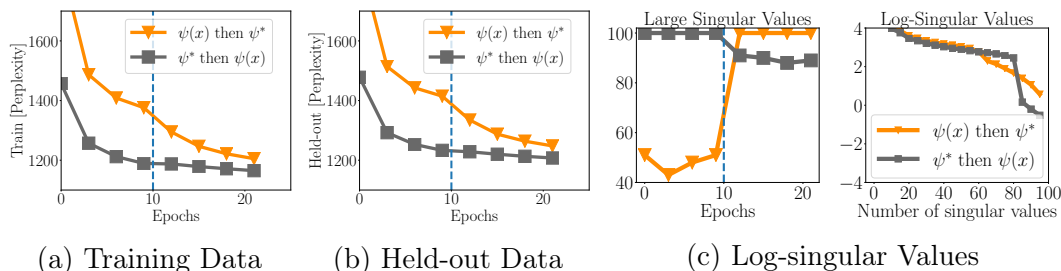 Large Singular Values
Log-Singular Values
1600
1400
1200
Train [Perplexity]
ψ(x) then ψ*
ψ* then ψ(x)
0
10
20
Epochs
1600
1400
1200
Held-out [Perplexity]
ψ(x) then ψ*
ψ* then ψ(x)
0
10
20
Epochs
100
80
60
40
0
10
20
Epochs
4
2
0
−2
−4
ψ(x) then ψ*
ψ* then ψ(x)
20
40
60
80
100
Number of singular values
(a) Training Data
(b) Held-out Data
(c) Log-singular Values